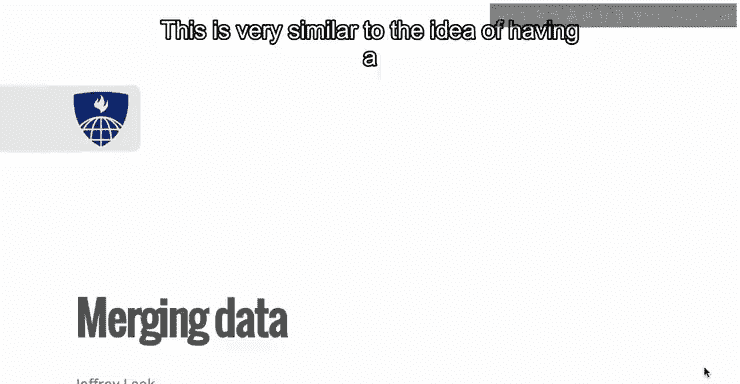 This is very similar to the idea of having
a
Merging data
Jeffrey Leek